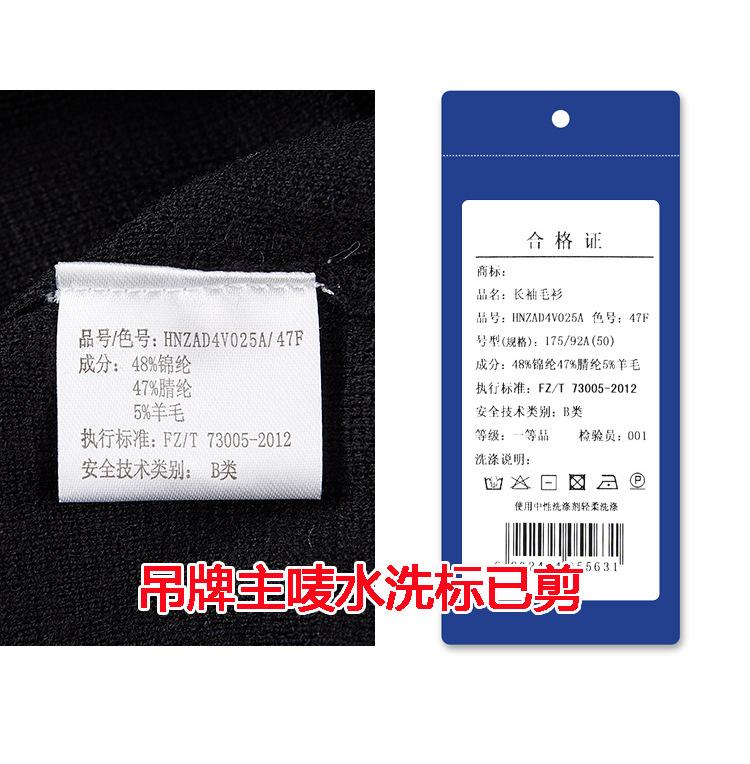 品号/色号: HNZAD4V025A/47F
成分: 48%锦纶
47%腈纶
5%羊毛
执行标准: FZ/T 73005-2012
安全技术类别: B类
合格证
商标:
品名: 长袖毛衫
品号: HNZAD4V025A 色号: 47F
号型(规格): 175/92A(50)
成分: 48%锦纶47%腈纶5%羊毛
执行标准: FZ/T 73005-2012
安全技术类别: B类
等级: 一等品 检验员: 001
洗涤说明:
使用中性洗涤剂轻柔洗涤
吊牌主唛水洗标已剪